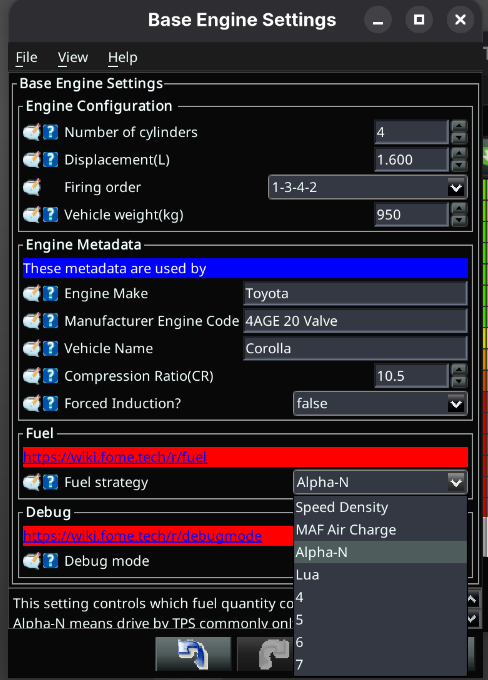 Base Engine Settings
File View Help
Base Engine Settings
Engine Configuration
Number of cylinders 4
Displacement(L) 1.600
Firing order 1-3-4-2
Vehicle weight(kg) 950
Engine Metadata
These metadata are used by
Engine Make Toyota
Manufacturer Engine Code 4AGE 20 Valve
Vehicle Name Corolla
Compression Ratio(CR) 10.5
Forced Induction? false
Fuel
https://wiki.fome.tech/r/fuel
Fuel strategy Alpha-N
Speed Density
MAF Air Charge
Alpha-N
Lua
4
5
6
7
Debug
https://wiki.fome.tech/r/debugmode
Debug mode
This setting controls which fuel quantity co
Alpha-N means drive by TPS commonly onl